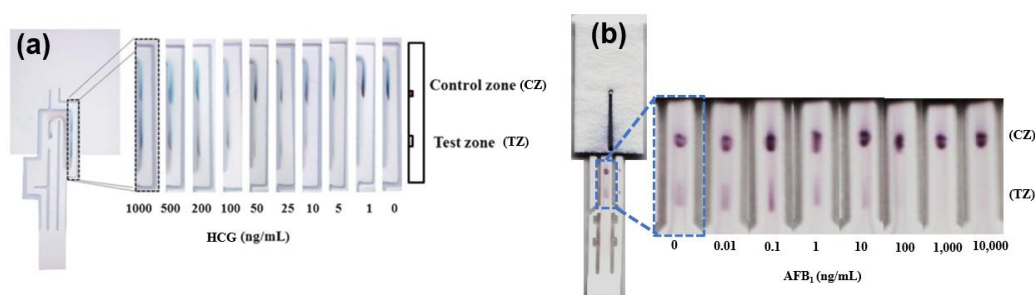 (a)
Control zone (CZ)
Test zone (TZ)
1000 500 200 100 50 25 10 5 1 0
HCG (ng/mL)
(b)
(CZ)
(TZ)
0 0.01 0.1 1 10 100 1,000 10,000
AFB₁ (ng/mL)